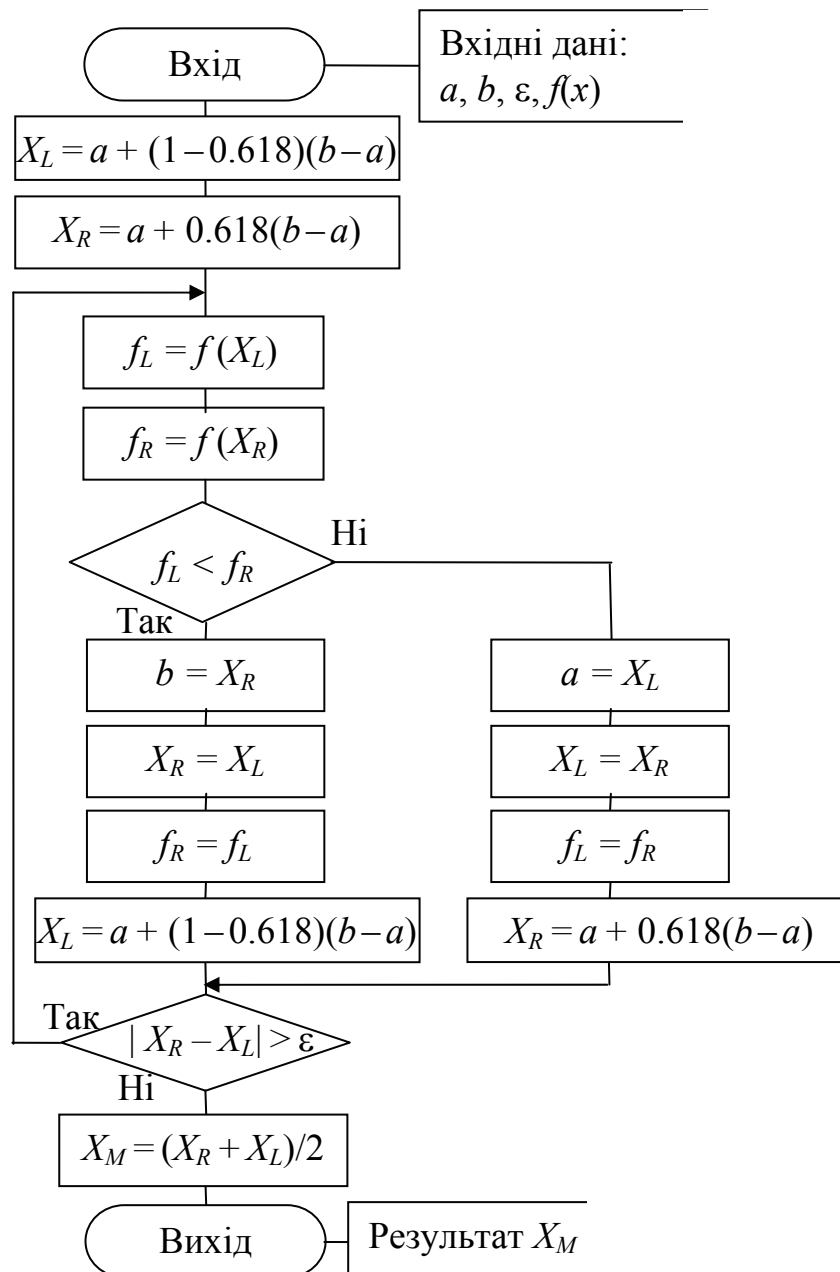 Вхід
Вхідні дані:
a, b, ε, f(x)
X_L = a + (1−0.618)(b−a)
X_R = a + 0.618(b−a)
f_L = f (X_L)
f_R = f (X_R)
f_L < f_R
Ні
Так
b = X_R
a = X_L
X_R = X_L
X_L = X_R
f_R = f_L
f_L = f_R
X_L = a + (1−0.618)(b−a)
X_R = a + 0.618(b−a)
Так
| X_R − X_L| > ε
Ні
X_M = (X_R + X_L)/2
Вихід
Результат X_M